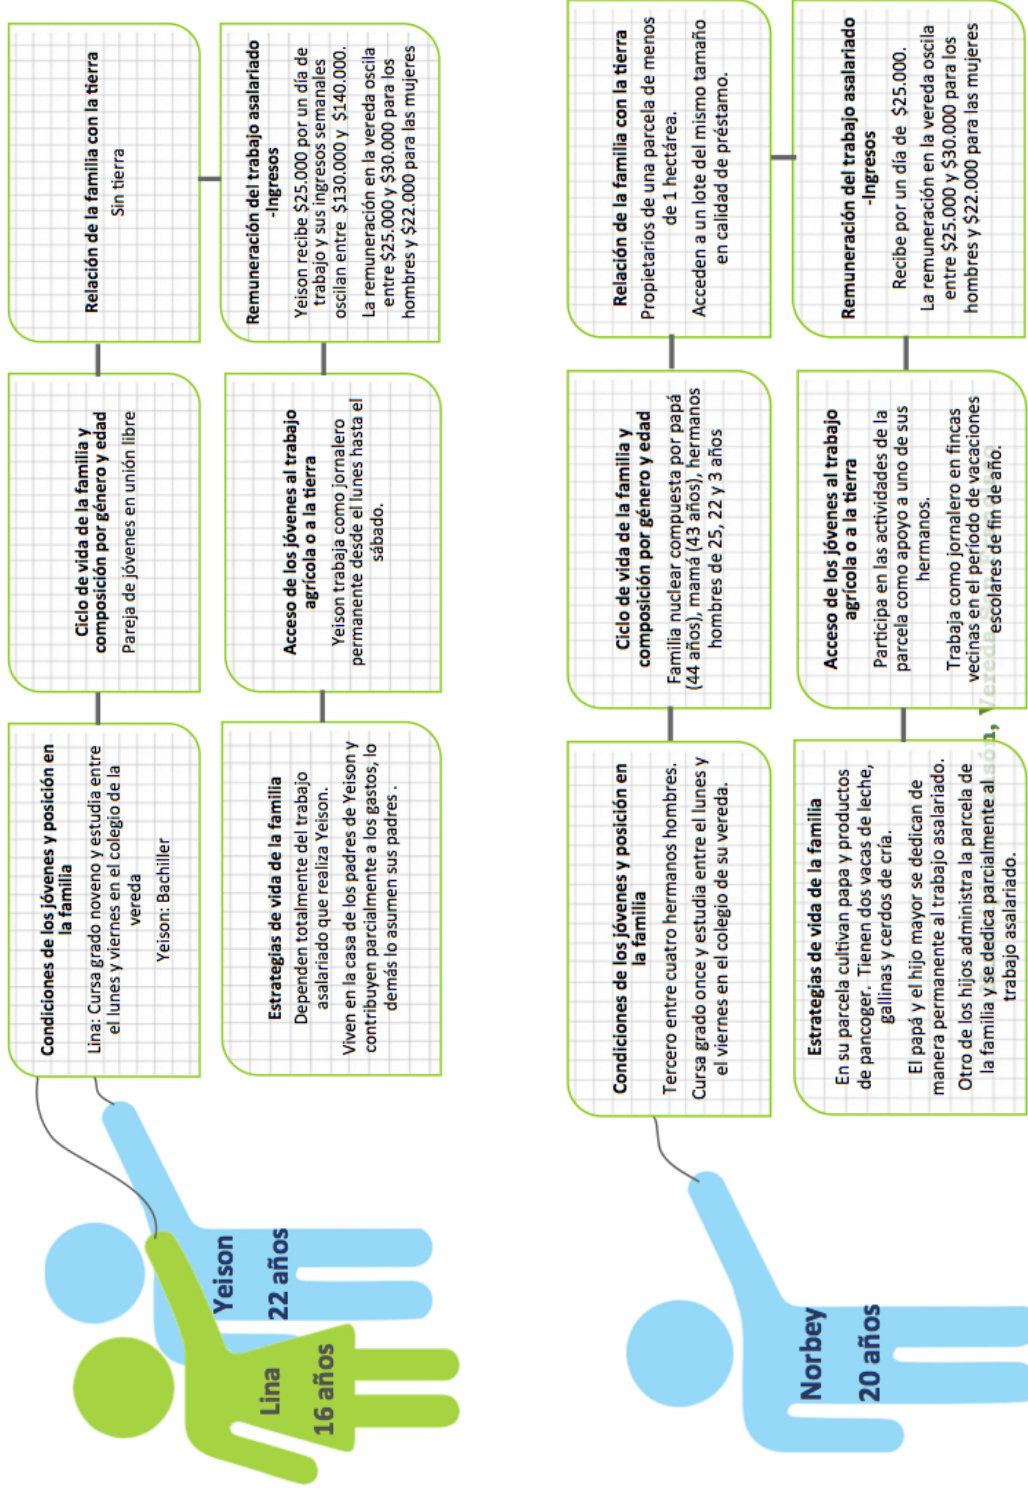 Lina
16 años
Yeison
22 años
Condiciones de los jóvenes y posición en
la familia
Lina: Cursa grado noveno y estudia entre
el lunes y viernes en el colegio de la
vereda
Yeison: Bachiller
Ciclo de vida de la familia y
composición por género y edad
Pareja de jóvenes en unión libre
Relación de la familia con la tierra
Sin tierra
Estrategias de vida de la familia
Dependen totalmente del trabajo
asalariado que realiza Yeison.
Viven en la casa de los padres de Yeison y
contribuyen parcialmente a los gastos, lo
demás lo asumen sus padres .
Acceso de los jóvenes al trabajo
agrícola o a la tierra
Yeison trabaja como jornalero
permanente desde el lunes hasta el
sábado.
Remuneración del trabajo asalariado
-Ingresos
Yeison recibe $25.000 por un día de
trabajo y sus ingresos semanales
oscilan entre $130.000 y $140.000.
La remuneración en la vereda oscila
entre $25.000 y $30.000 para los
hombres y $22.000 para las mujeres
Norbey
20 años
Condiciones de los jóvenes y posición en
la familia
Tercero entre cuatro hermanos hombres.
Cursa grado once y estudia entre el lunes y
el viernes en el colegio de su vereda.
Ciclo de vida de la familia y
composición por género y edad
Familia nuclear compuesta por papá
(44 años), mamá (43 años), hermanos
hombres de 25, 22 y 3 años
Relación de la familia con la tierra
Propietarios de una parcela de menos
de 1 hectárea.
Acceden a un lote del mismo tamaño
en calidad de préstamo.
Estrategias de vida de la familia
En su parcela cultivan papa y productos
de pancoger. Tienen dos vacas de leche,
gallinas y cerdos de cría.
El papá y el hijo mayor se dedican de
manera permanente al trabajo asalariado.
Otro de los hijos administra la parcela de
la familia y se dedica parcialmente al
trabajo asalariado.
Acceso de los jóvenes al trabajo
agrícola o a la tierra
Participa en las actividades de la
parcela como apoyo a uno de sus
hermanos.
Trabaja como jornalero en fincas
vecinas en el período de vacaciones
escolares de fin de año.
Remuneración del trabajo asalariado
-Ingresos
Recibe por un día de $25.000.
La remuneración en la vereda oscila
entre $25.000 y $30.000 para los
hombres y $22.000 para las mujeres